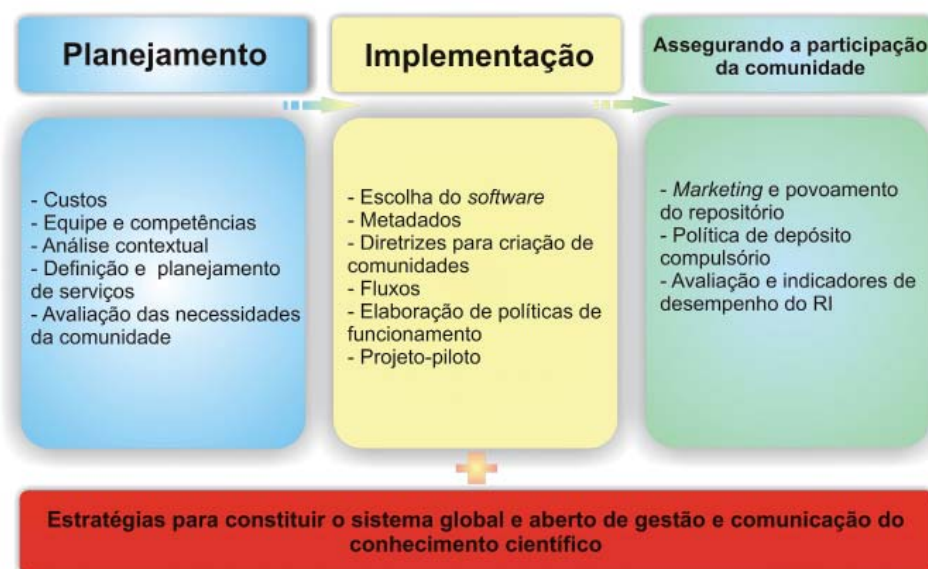 Planejamento
- Custos
- Equipe e competências
- Análise contextual
- Definição e planejamento
de serviços
- Avaliação das necessidades
da comunidade
Implementação
- Escolha do software
- Metadados
- Diretrizes para criação de
comunidades
- Fluxos
- Elaboração de políticas de
funcionamento
- Projeto-piloto
Assegurando a participação
da comunidade
- Marketing e povoamento
do repositório
- Política de depósito
compulsório
- Avaliação e indicadores de
desempenho do RI
Estratégias para constituir o sistema global e aberto de gestão e comunicação do
conhecimento científico